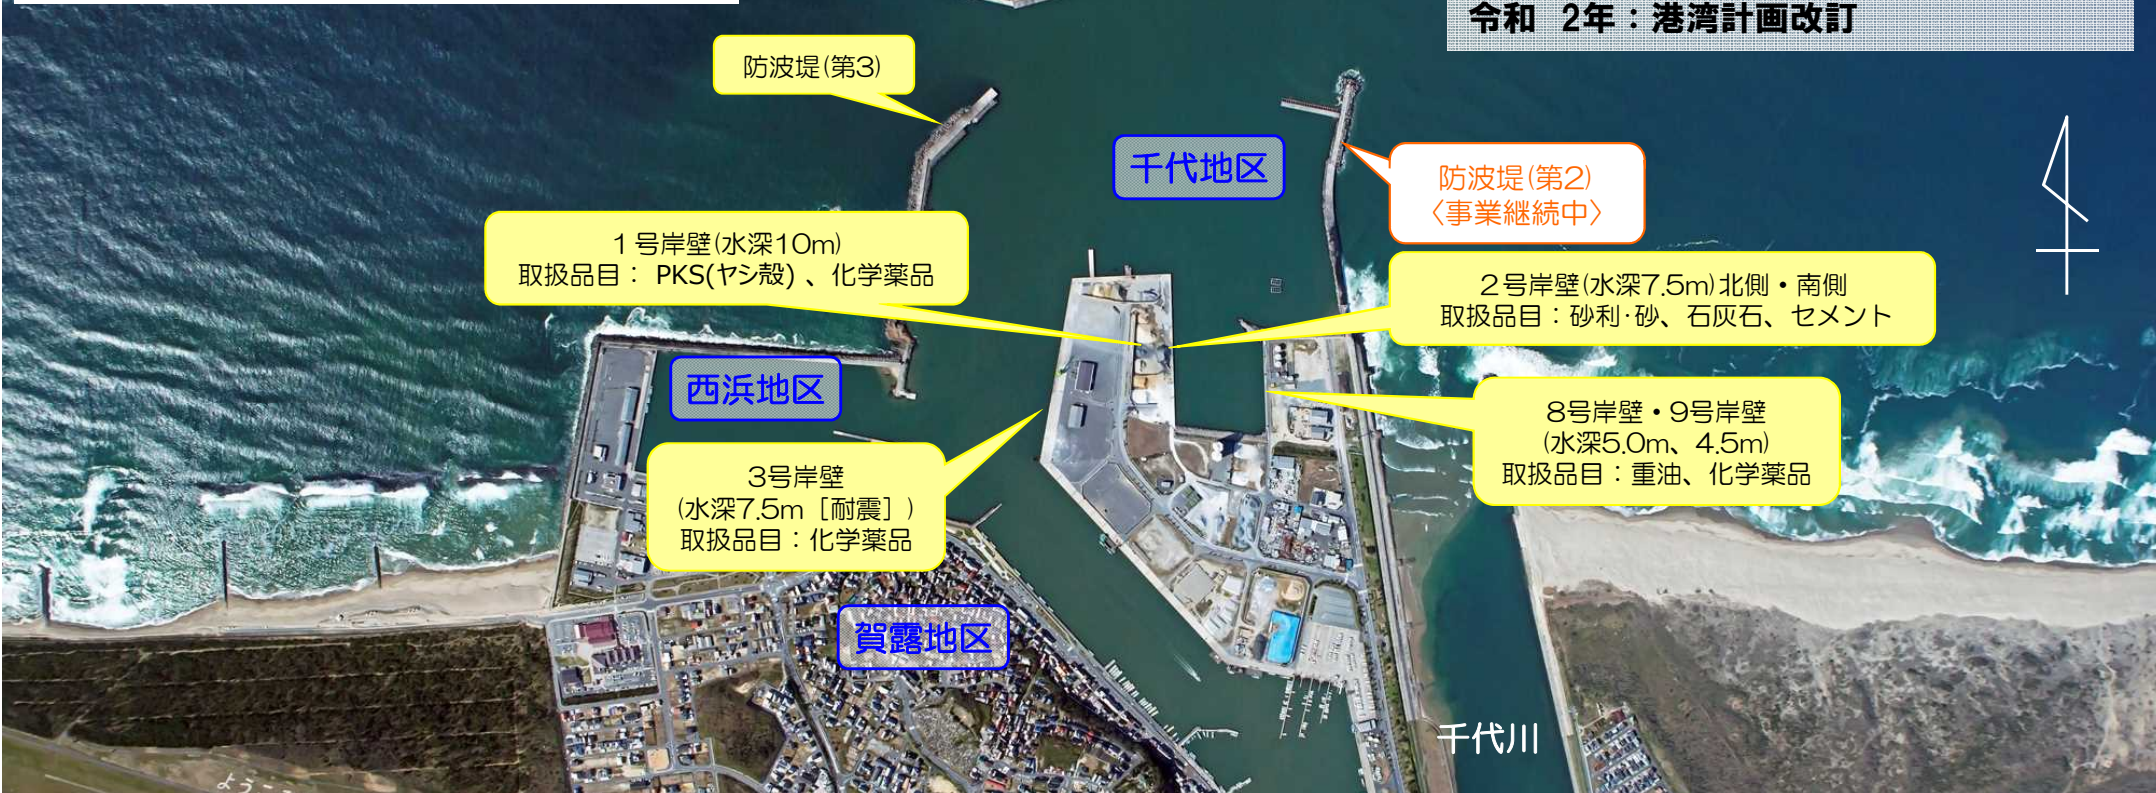 令和 2年：港湾計画改訂
防波堤(第3)
千代地区
防波堤(第2)
〈事業継続中〉
1号岸壁(水深10m)
取扱品目： PKS(ヤシ殻) 、化学薬品
2号岸壁(水深7.5m)北側・南側
取扱品目：砂利･砂、石灰石、セメント
西浜地区
8号岸壁・9号岸壁
(水深5.0m、4.5m)
取扱品目：重油、化学薬品
3号岸壁
(水深7.5m［耐震］)
取扱品目：化学薬品
賀露地区
千代川
ようこ